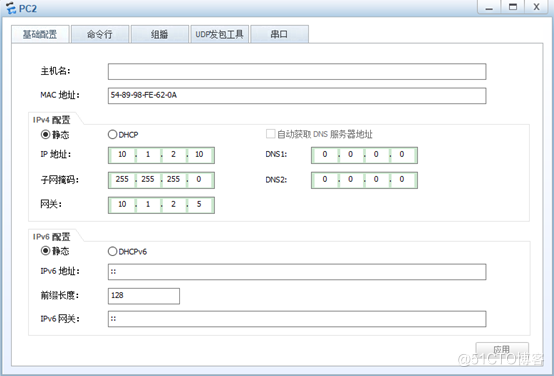 PC2
基础配置 命令行 组播 UDP发包工具 串口
主机名：
MAC 地址： 54-89-98-FE-62-0A
IPv4 配置
静态 DHCP 自动获取 DNS 服务器地址
IP 地址： 10 . 1 . 2 . 10 DNS1: 0 . 0 . 0 . 0
子网掩码： 255 . 255 . 255 . 0 DNS2: 0 . 0 . 0 . 0
网关： 10 . 1 . 2 . 5
IPv6 配置
静态 DHCPv6
IPv6 地址： ::
前缀长度： 128
IPv6 网关： ::
应用
@51CTO博客